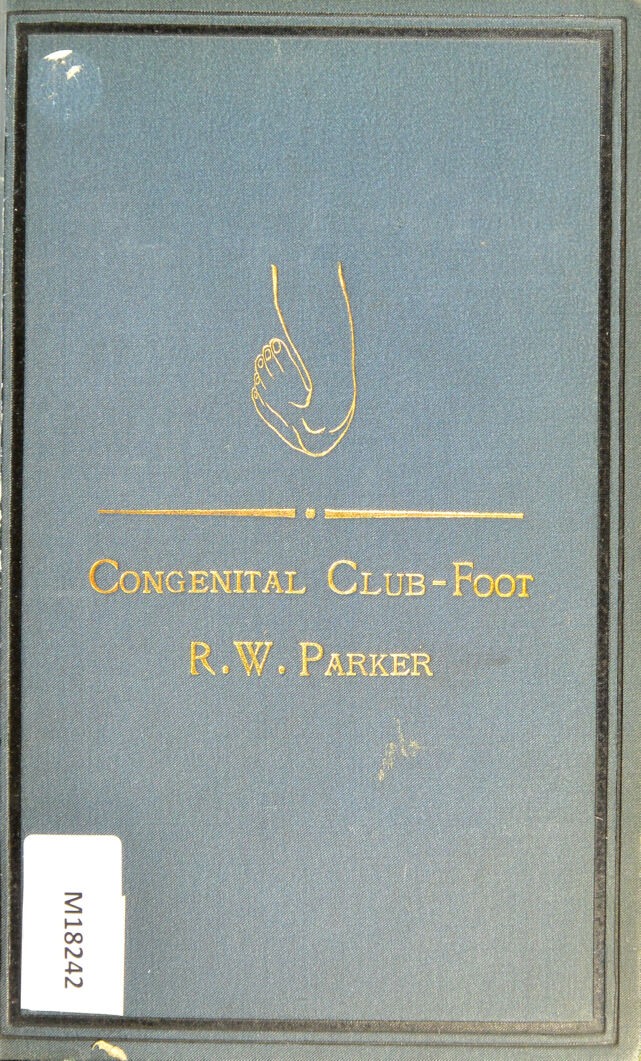 CONGENITAL CLUB-FOOT
R. W. PARKER
M18242